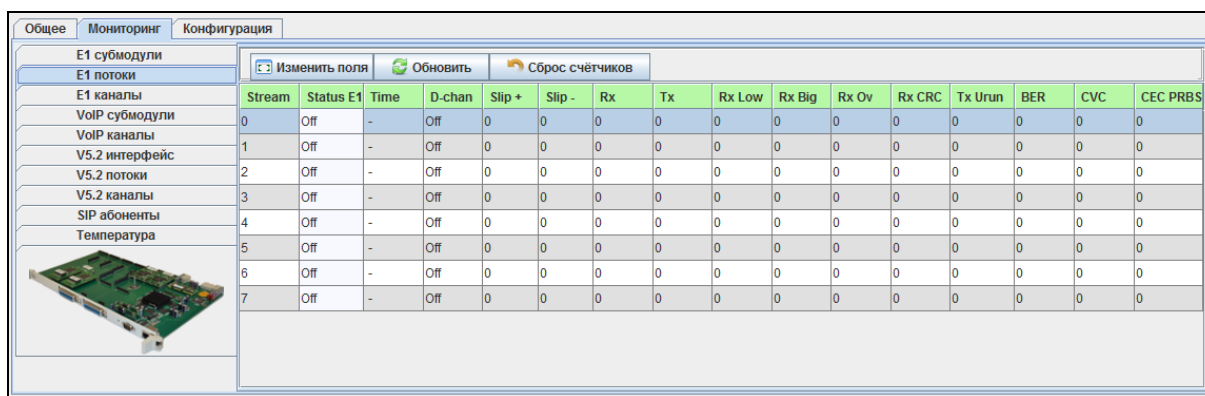 Общее Мониторинг Конфигурация
E1 субмодули
E1 потоки
E1 каналы
VoIP субмодули
VoIP каналы
V5.2 интерфейс
V5.2 потоки
V5.2 каналы
SIP абоненты
Температура
Изменить поля Обновить Сброс счётчиков
Stream Status E1 Time D-chan Slip + Slip - Rx Tx Rx Low Rx Big Rx Ov Rx CRC Tx Urun BER CVC CEC PRBS
0 Off - Off 0 0 0 0 0 0 0 0 0 0 0 0
1 Off - Off 0 0 0 0 0 0 0 0 0 0 0 0
2 Off - Off 0 0 0 0 0 0 0 0 0 0 0 0
3 Off - Off 0 0 0 0 0 0 0 0 0 0 0 0
4 Off - Off 0 0 0 0 0 0 0 0 0 0 0 0
5 Off - Off 0 0 0 0 0 0 0 0 0 0 0 0
6 Off - Off 0 0 0 0 0 0 0 0 0 0 0 0
7 Off - Off 0 0 0 0 0 0 0 0 0 0 0 0